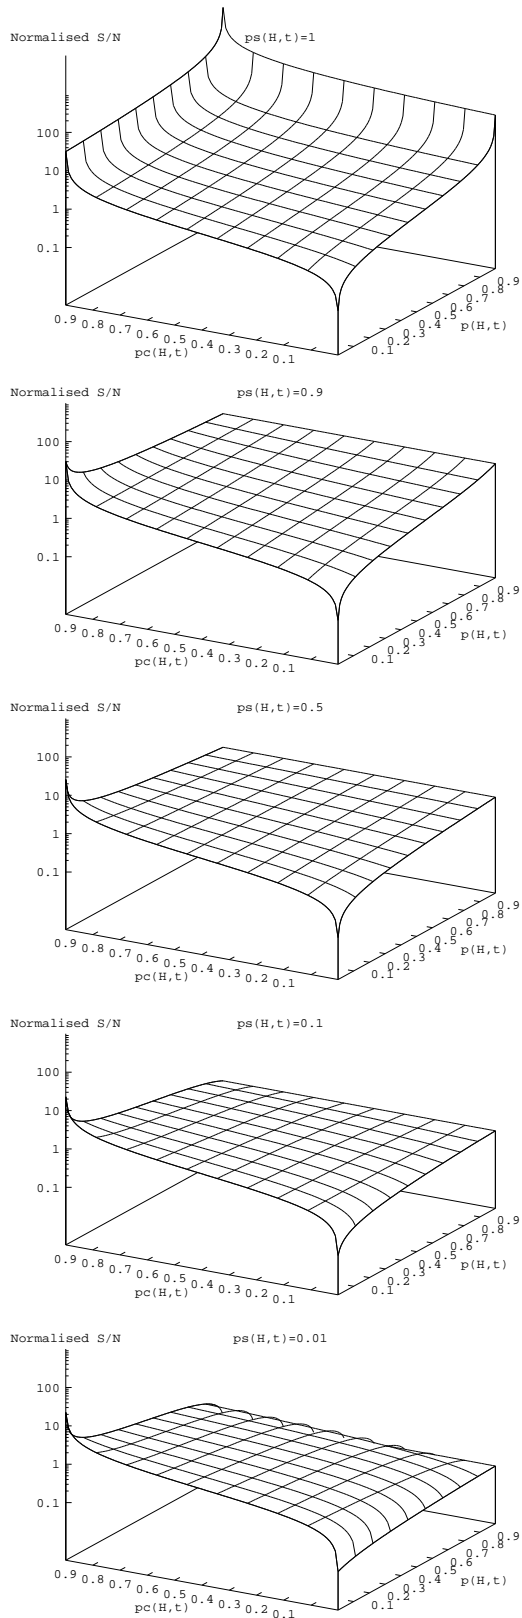 Normalised S/N ps(H,t)=1
100
10
1
0.1
0.9 0.8 0.7 0.6 0.5 0.4 0.3 0.2 0.1
pc(H,t)
0.1 0.2 0.3 0.4 0.5 0.6 0.7 0.8 0.9
p(H,t)
Normalised S/N ps(H,t)=0.9
100
10
1
0.1
0.9 0.8 0.7 0.6 0.5 0.4 0.3 0.2 0.1
pc(H,t)
0.1 0.2 0.3 0.4 0.5 0.6 0.7 0.8 0.9
p(H,t)
Normalised S/N ps(H,t)=0.5
100
10
1
0.1
0.9 0.8 0.7 0.6 0.5 0.4 0.3 0.2 0.1
pc(H,t)
0.1 0.2 0.3 0.4 0.5 0.6 0.7 0.8 0.9
p(H,t)
Normalised S/N ps(H,t)=0.1
100
10
1
0.1
0.9 0.8 0.7 0.6 0.5 0.4 0.3 0.2 0.1
pc(H,t)
0.1 0.2 0.3 0.4 0.5 0.6 0.7 0.8 0.9
p(H,t)
Normalised S/N ps(H,t)=0.01
100
10
1
0.1
0.9 0.8 0.7 0.6 0.5 0.4 0.3 0.2 0.1
pc(H,t)
0.1 0.2 0.3 0.4 0.5 0.6 0.7 0.8 0.9
p(H,t)